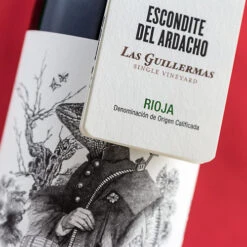 ESCONDITE
DEL ARDACHO
LAS GUILLERMAS
SINGLE VINEYARD
RIOJA
Denominación de Origen Calificada